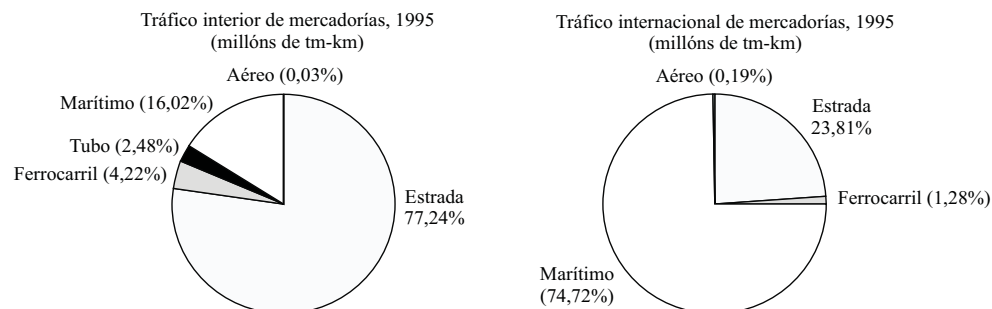 Tráfico interior de mercadorías, 1995
(millóns de tm-km)
Aéreo (0,03%)
Marítimo (16,02%)
Tubo (2,48%)
Ferrocarril (4,22%)
Estrada
77,24%
Tráfico internacional de mercadorías, 1995
(millóns de tm-km)
Aéreo (0,19%)
Estrada
23,81%
Ferrocarril (1,28%)
Marítimo
(74,72%)